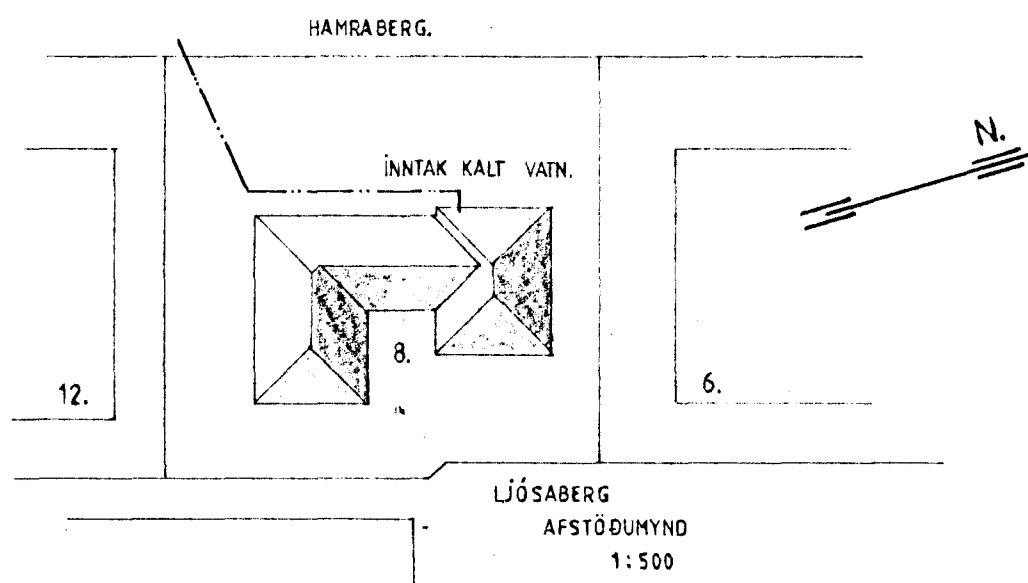 HAMRABERG.
N.
INNTAK KALT VATN.
8.
12.
6.
LJÓSABERG
AFSTÖÐUMYND
1:500